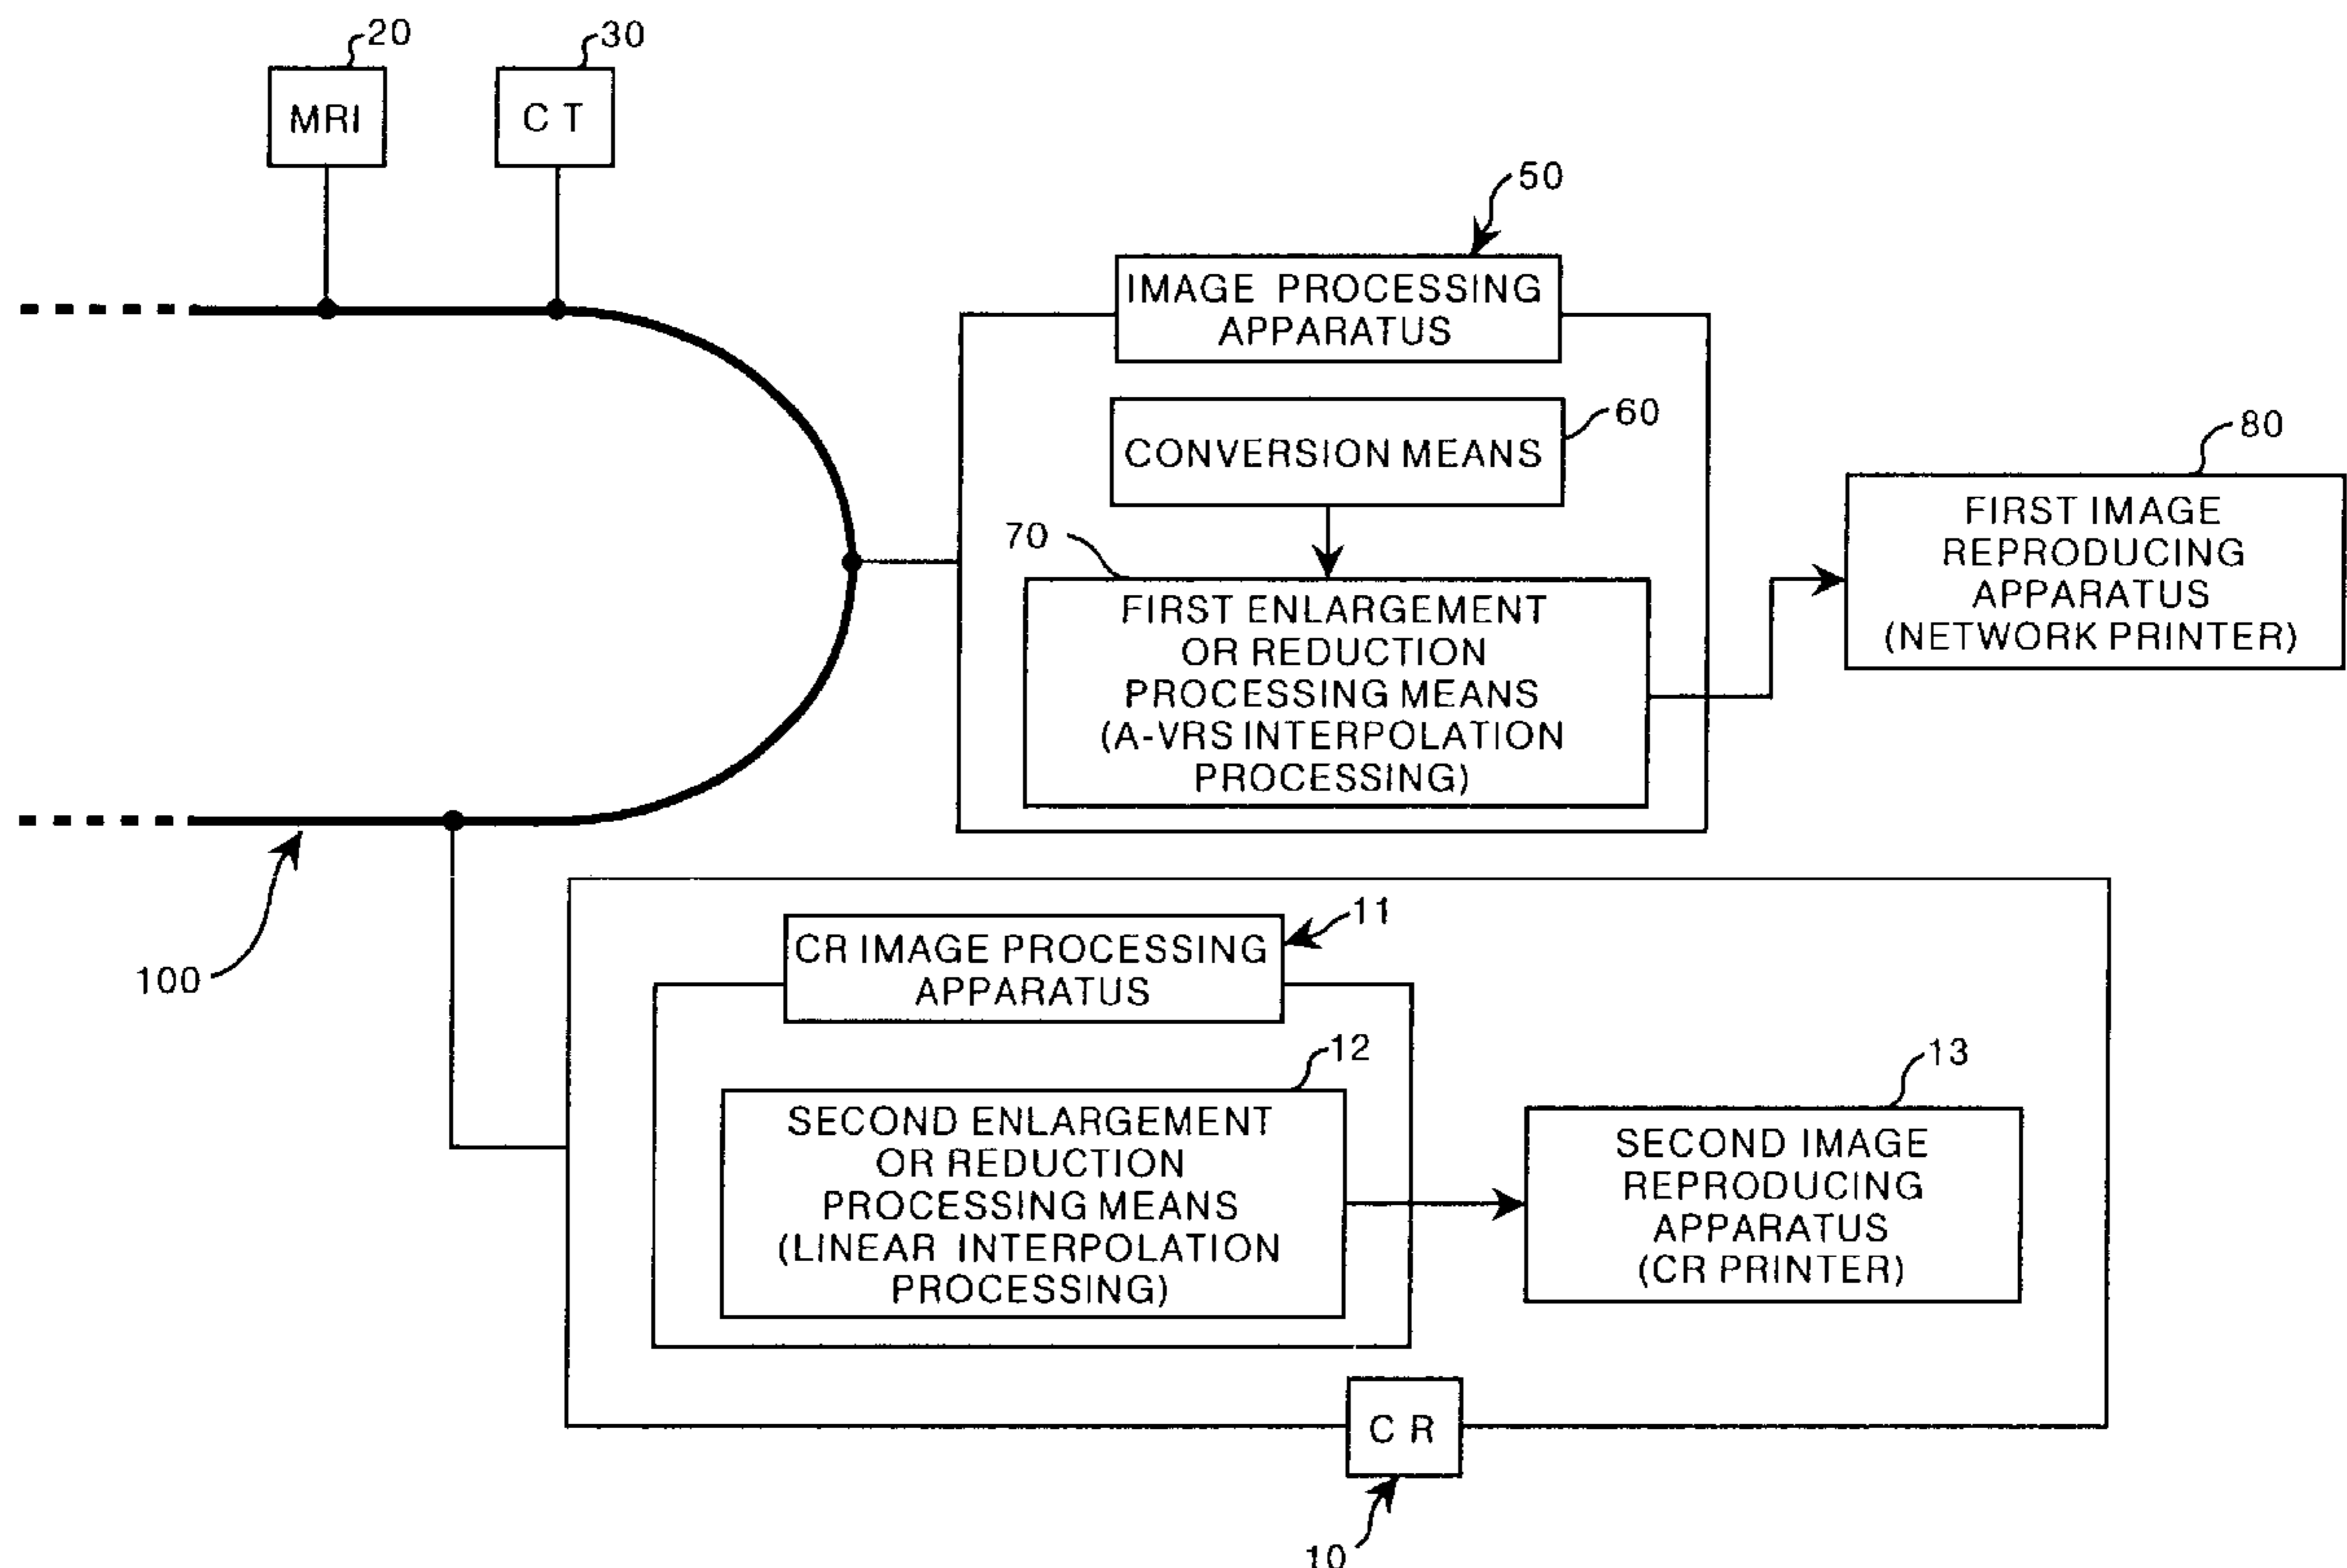 20
30
MRI
C T
50
IMAGE PROCESSING
APPARATUS
60
CONVERSION MEANS
70
FIRST ENLARGEMENT
OR REDUCTION
PROCESSING MEANS
(A-VRS INTERPOLATION
PROCESSING)
80
FIRST IMAGE
REPRODUCING
APPARATUS
(NETWORK PRINTER)
100
11
CR IMAGE PROCESSING
APPARATUS
12
SECOND ENLARGEMENT
OR REDUCTION
PROCESSING MEANS
(LINEAR INTERPOLATION
PROCESSING)
13
SECOND IMAGE
REPRODUCING
APPARATUS
(CR PRINTER)
C R
10